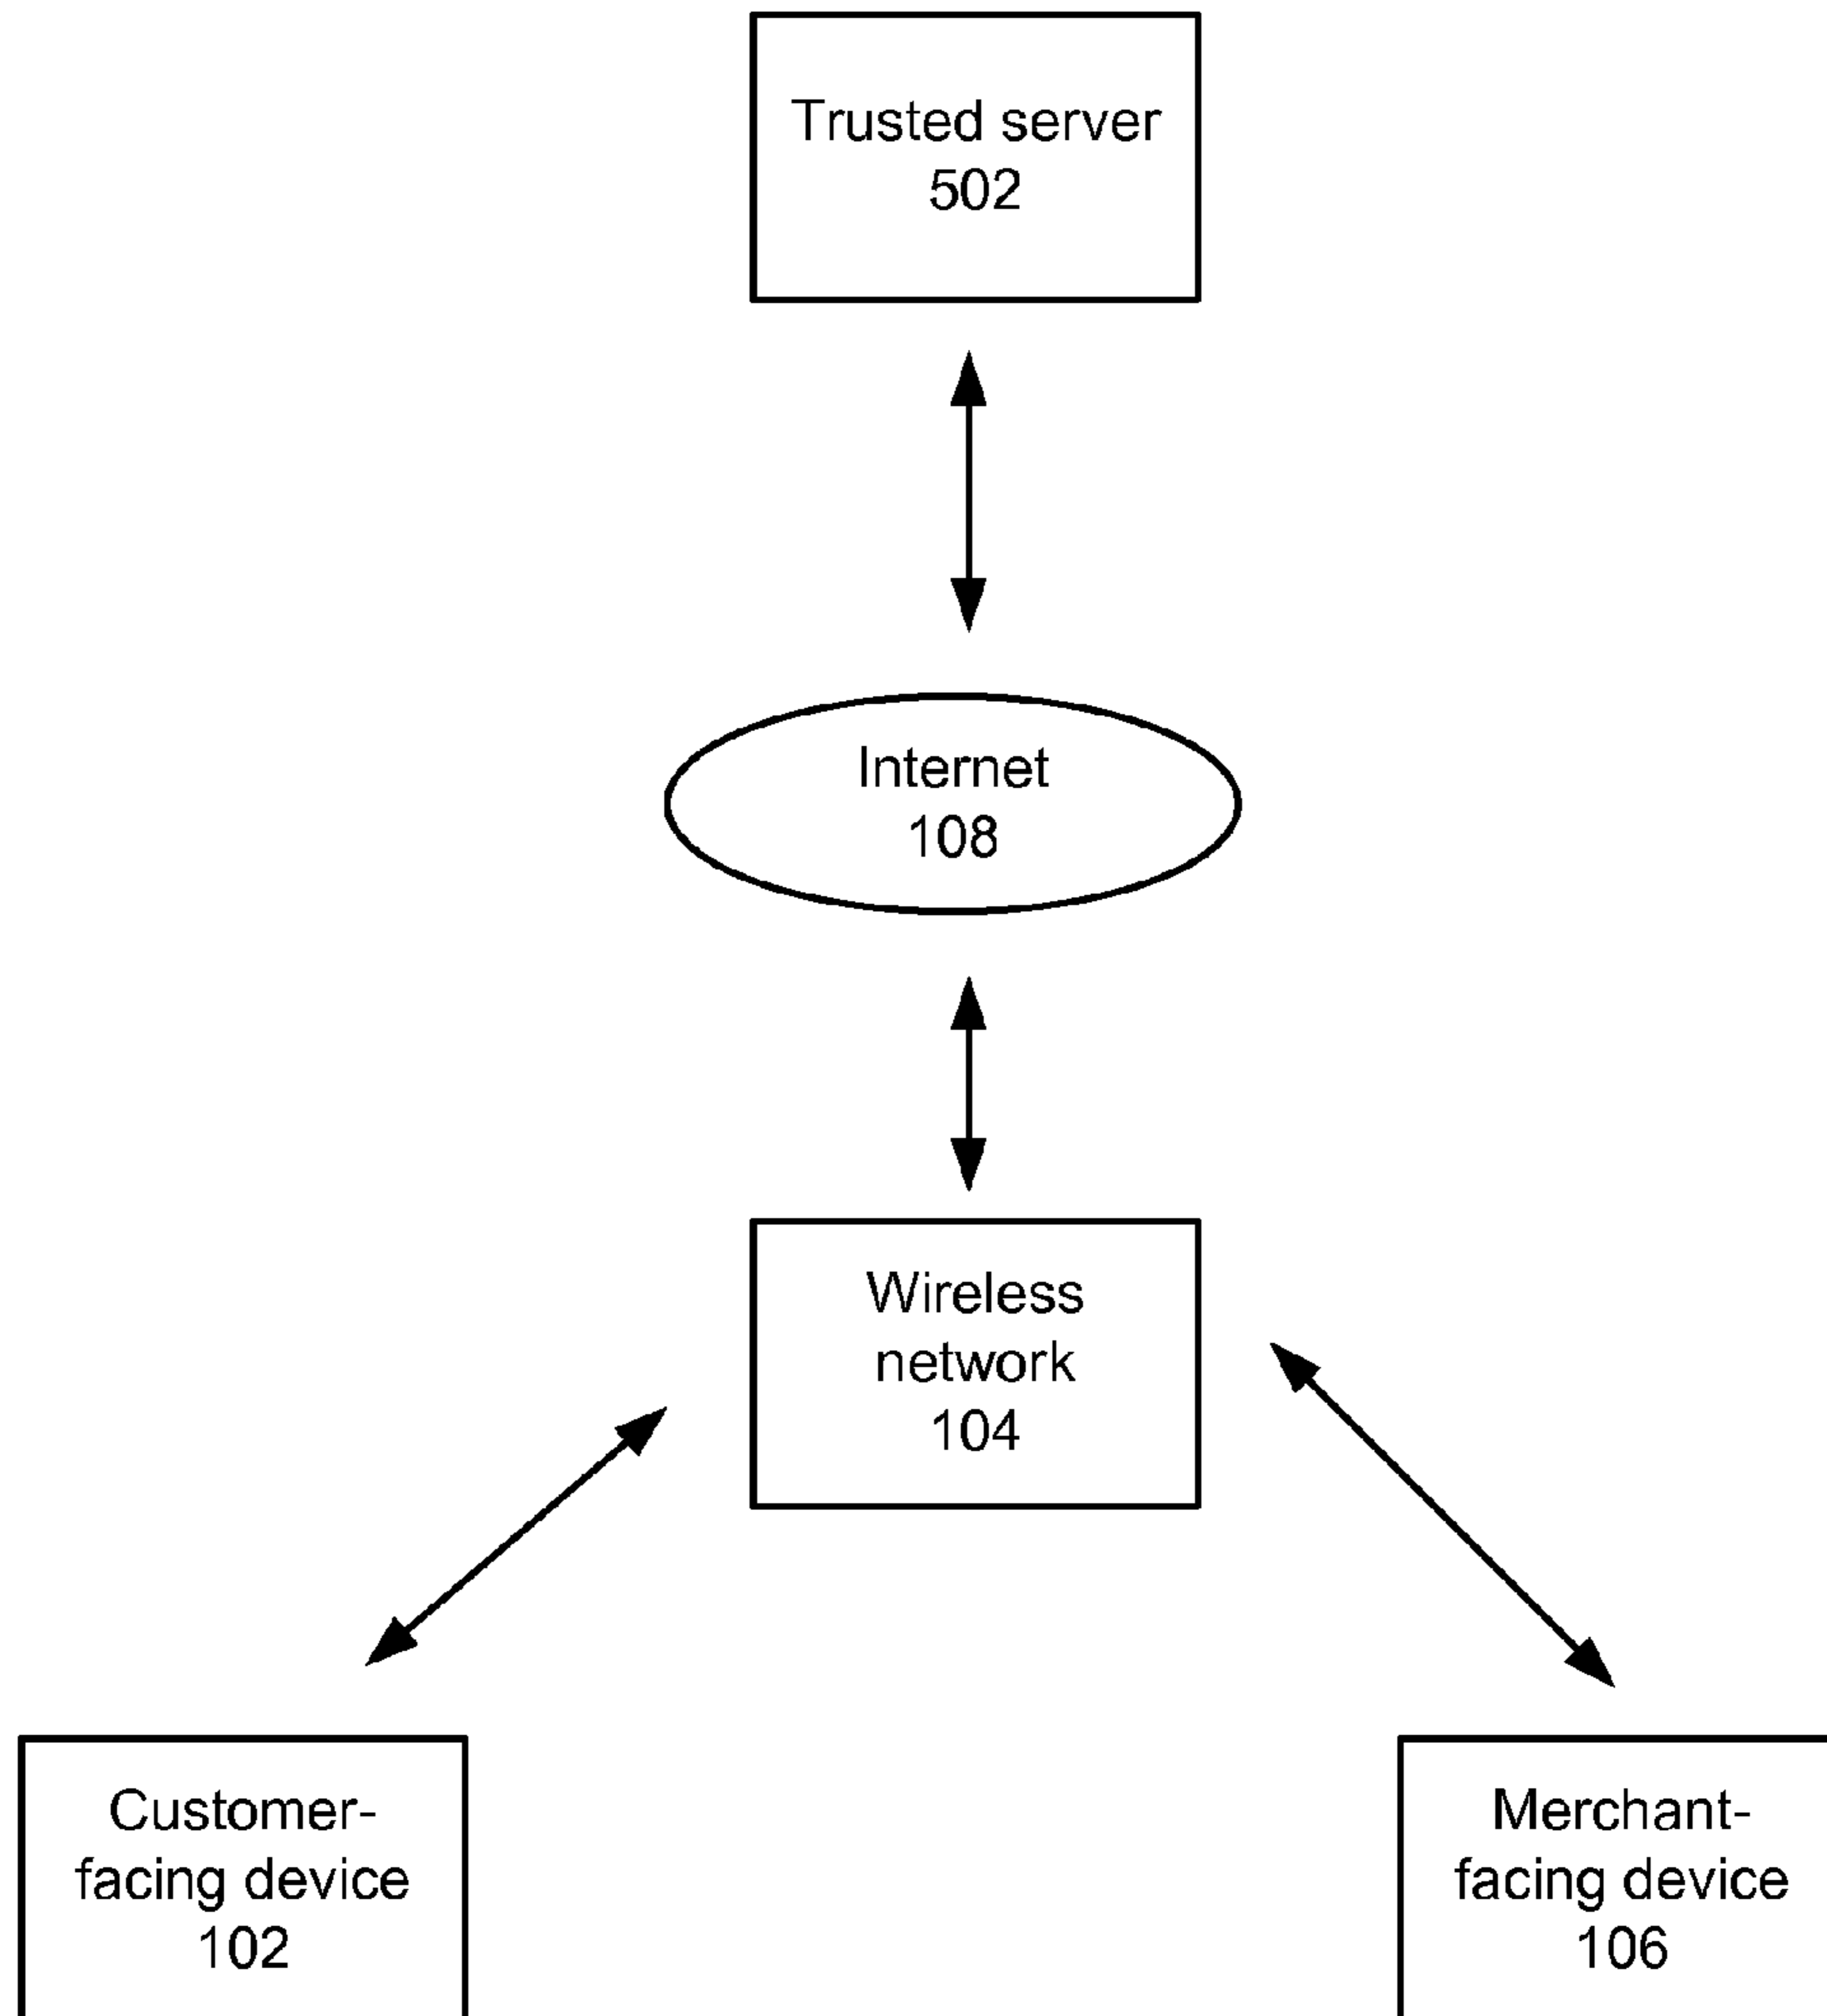 Trusted server
502
Internet
108
Wireless
network
104
Customer-
facing device
102
Merchant-
facing device
106